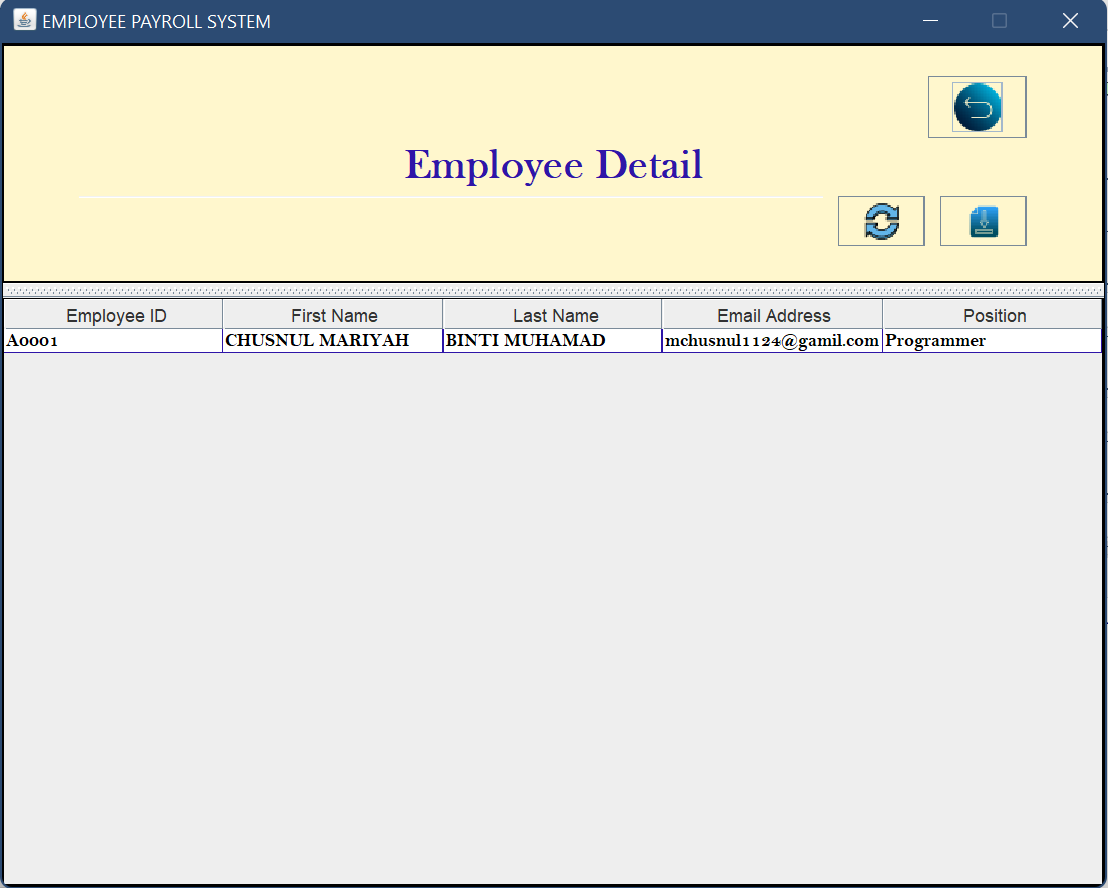 EMPLOYEE PAYROLL SYSTEM
Employee Detail
Employee ID First Name Last Name Email Address Position
A0001 CHUSNUL MARIYAH BINTI MUHAMAD mchusnul1124@gamil.com Programmer